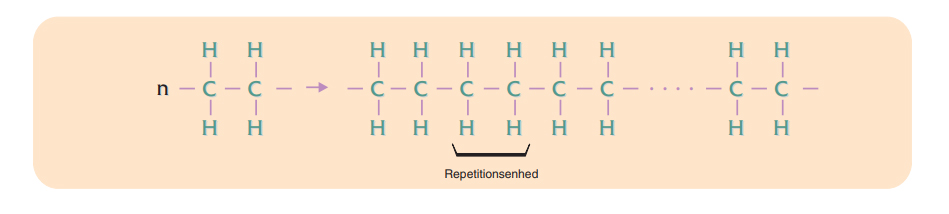 H H H H H H H H H H
n – C – C – → – C – C – C – C – C – C – · · · · – C – C –
H H H H H H H H H H
Repetitionsenhed